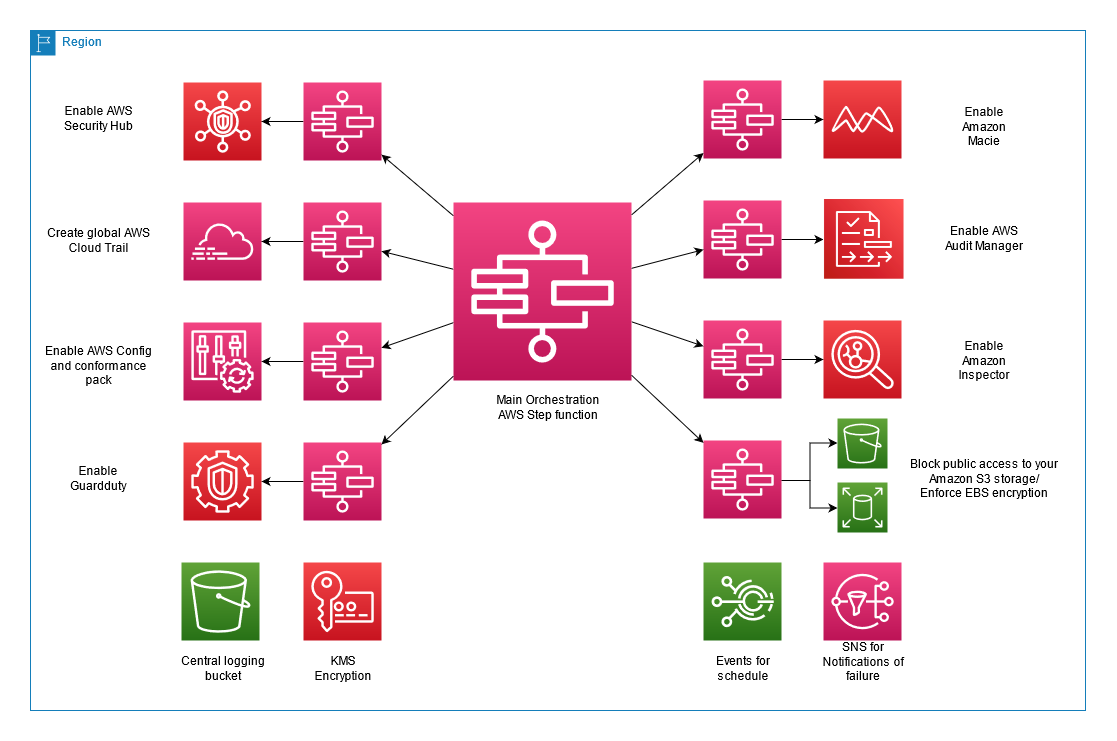 Region
Enable AWS
Security Hub
Create global AWS
Cloud Trail
Enable AWS Config
and conformance
pack
Enable
Guardduty
Main Orchestration
AWS Step function
Enable
Amazon
Macie
Enable AWS
Audit Manager
Enable
Amazon
Inspector
Block public access to your
Amazon S3 storage/
Enforce EBS encryption
Central logging
bucket
KMS
Encryption
Events for
schedule
SNS for
Notifications of
failure